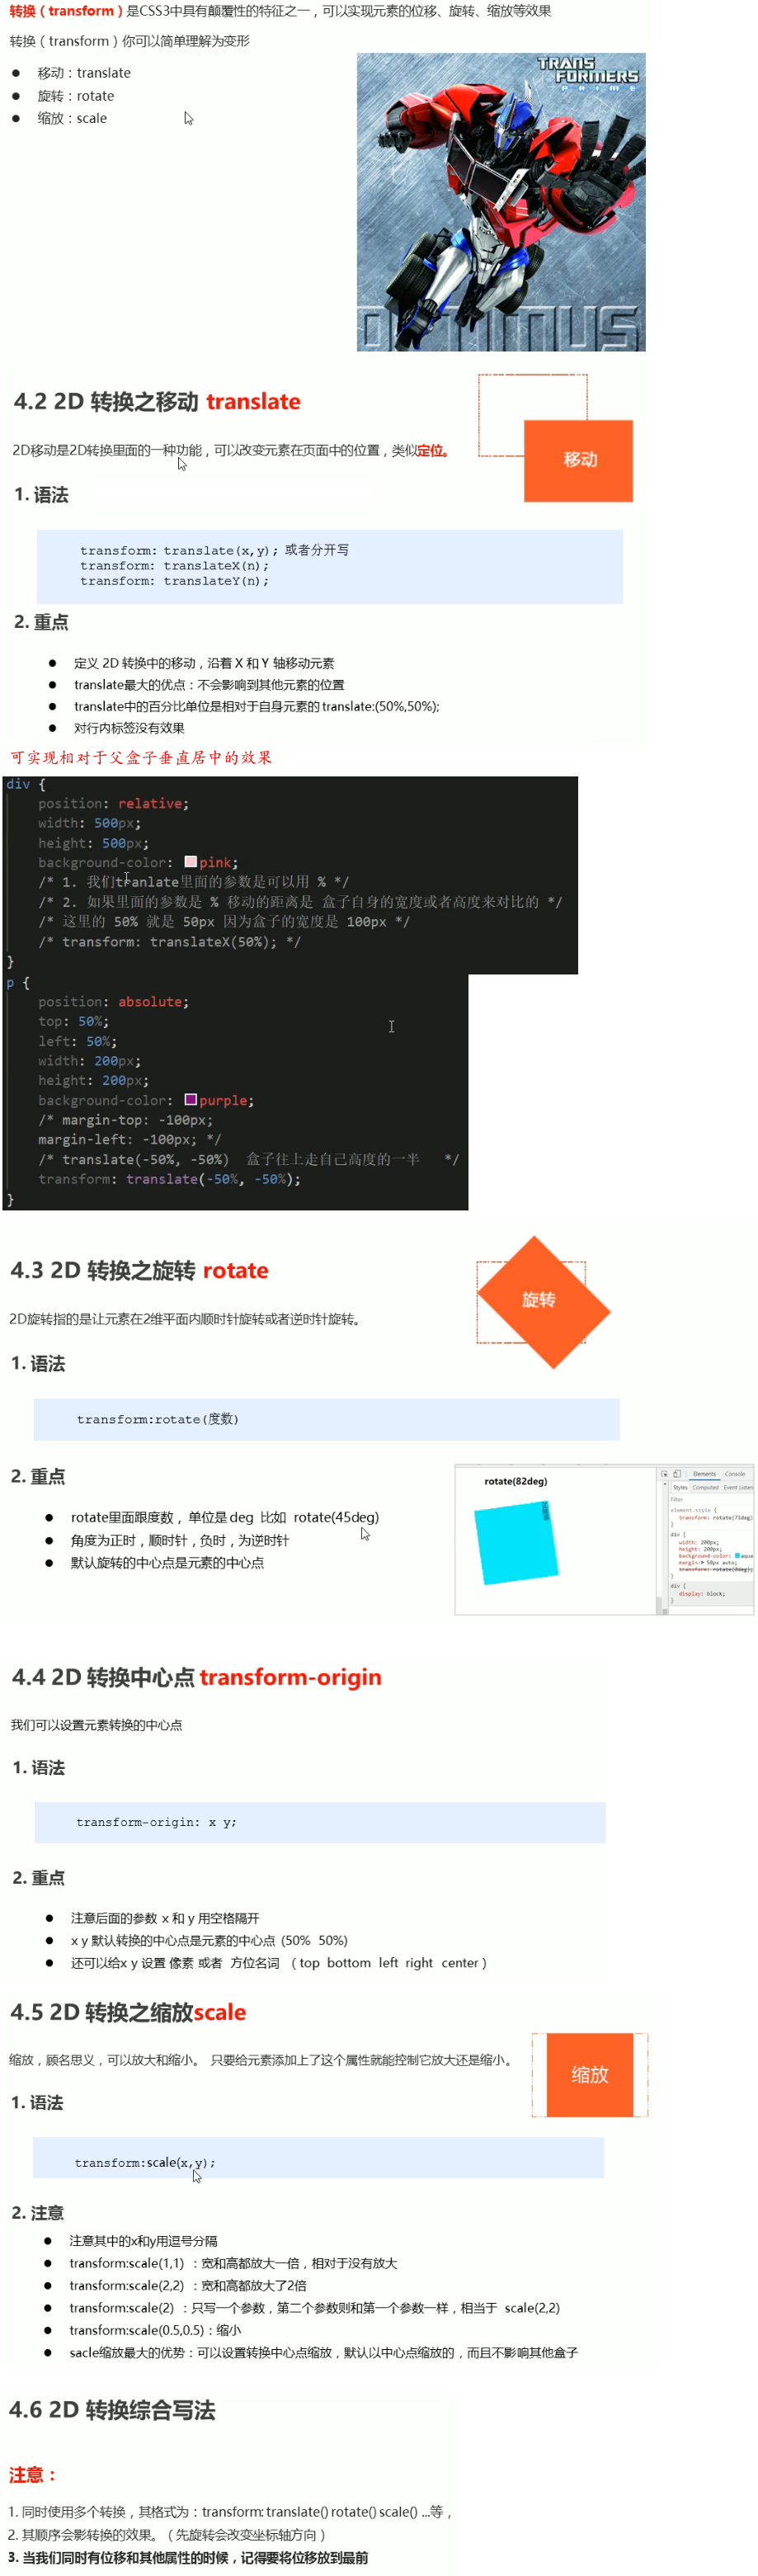 转换（transform）是CSS3中具有颠覆性的特征之一，可以实现元素的位移、旋转、缩放等效果
转换（transform）你可以简单理解为变形
● 移动：translate
● 旋转：rotate
● 缩放：scale
TRANS
FORMERS
PRIME
OPTIMUS
4.2 2D 转换之移动 translate
移动
2D移动是2D转换里面的一种功能，可以改变元素在页面中的位置，类似定位。
1. 语法
transform: translate(x,y); 或者分开写
transform: translateX(n);
transform: translateY(n);
2. 重点
● 定义 2D 转换中的移动，沿着 X 和 Y 轴移动元素
● translate最大的优点：不会影响到其他元素的位置
● translate中的百分比单位是相对于自身元素的 translate:(50%,50%);
● 对行内标签没有效果
可实现相对于父盒子垂直居中的效果
div {
position: relative;
width: 500px;
height: 500px;
background-color: pink;
/* 1. 我们tranlate里面的参数是可以用 % */
/* 2. 如果里面的参数是 % 移动的距离是 盒子自身的宽度或者高度来对比的 */
/* 这里的 50% 就是 50px 因为盒子的宽度是 100px */
/* transform: translateX(50%); */
}
p {
position: absolute;
top: 50%;
left: 50%;
width: 200px;
height: 200px;
background-color: purple;
/* margin-top: -100px;
margin-left: -100px; */
/* translate(-50%, -50%) 盒子往上走自己高度的一半 */
transform: translate(-50%, -50%);
}
4.3 2D 转换之旋转 rotate
旋转
2D旋转指的是让元素在2维平面内顺时针旋转或者逆时针旋转。
1. 语法
transform:rotate(度数)
2. 重点
● rotate里面跟度数，单位是 deg 比如 rotate(45deg)
● 角度为正时，顺时针，负时，为逆时针
● 默认旋转的中心点是元素的中心点
rotate(82deg)
Elements Console
Styles Computed Event Listen
Filter
element.style {
transform: rotate(71deg)
}
div {
width: 200px;
height: 200px;
background-color: aqua
margin: 50px auto;
transform: rotate(0deg);
}
div {
display: block;
}
4.4 2D 转换中心点 transform-origin
我们可以设置元素转换的中心点
1. 语法
transform-origin: x y;
2. 重点
● 注意后面的参数 x 和 y 用空格隔开
● x y 默认转换的中心点是元素的中心点 (50% 50%)
● 还可以给x y 设置 像素 或者 方位名词 （top bottom left right center）
4.5 2D 转换之缩放scale
缩放
缩放，顾名思义，可以放大和缩小。 只要给元素添加上了这个属性就能控制它放大还是缩小。
1. 语法
transform:scale(x,y);
2. 注意
● 注意其中的x和y用逗号分隔
● transform:scale(1,1) ：宽和高都放大一倍，相对于没有放大
● transform:scale(2,2) ：宽和高都放大了2倍
● transform:scale(2) ：只写一个参数，第二个参数则和第一个参数一样，相当于 scale(2,2)
● transform:scale(0.5,0.5)：缩小
● sacle缩放最大的优势：可以设置转换中心点缩放，默认以中心点缩放的，而且不影响其他盒子
4.6 2D 转换综合写法
注意：
1. 同时使用多个转换，其格式为：transform: translate() rotate() scale() ...等，
2. 其顺序会影转换的效果。（先旋转会改变坐标轴方向）
3. 当我们同时有位移和其他属性的时候，记得要将位移放到最前